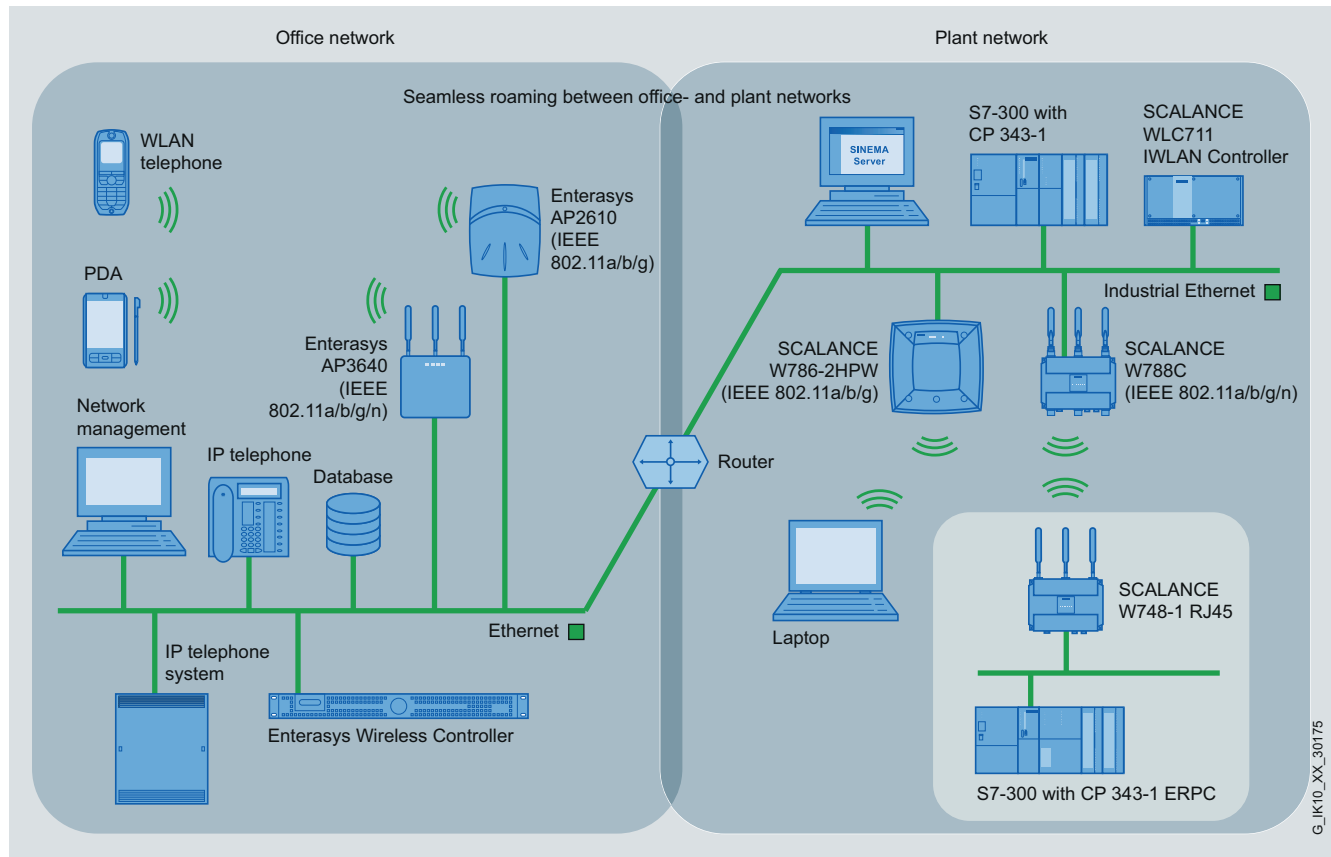 Office network
Plant network
Seamless roaming between office- and plant networks
WLAN
telephone
Enterasys
AP2610
(IEEE
802.11a/b/g)
PDA
Enterasys
AP3640
(IEEE
802.11a/b/g/n)
Network
management
IP telephone
Database
Ethernet
IP telephone
system
Enterasys Wireless Controller
Router
SINEMA
Server
S7-300 with
CP 343-1
SCALANCE
WLC711
IWLAN Controller
Industrial Ethernet
SCALANCE
W786-2HPW
(IEEE 802.11a/b/g)
SCALANCE
W788C
(IEEE 802.11a/b/g/n)
Laptop
SCALANCE
W748-1 RJ45
S7-300 with CP 343-1 ERPC
G_IK10_XX_30175